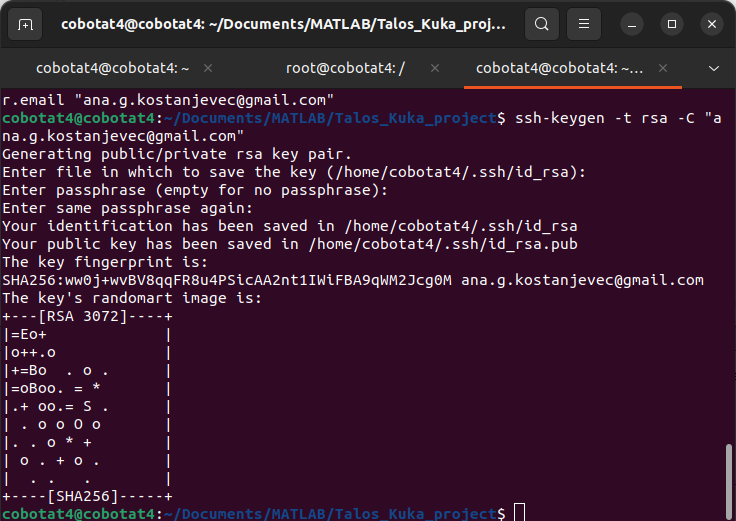 cobotat4@cobotat4: ~/Documents/MATLAB/Talos_Kuka_proj...
cobotat4@cobotat4: ~
root@cobotat4: /
cobotat4@cobotat4: ~...
r.email "ana.g.kostanjevec@gmail.com"
cobotat4@cobotat4:~/Documents/MATLAB/Talos_Kuka_project$ ssh-keygen -t rsa -C "a
na.g.kostanjevec@gmail.com"
Generating public/private rsa key pair.
Enter file in which to save the key (/home/cobotat4/.ssh/id_rsa):
Enter passphrase (empty for no passphrase):
Enter same passphrase again:
Your identification has been saved in /home/cobotat4/.ssh/id_rsa
Your public key has been saved in /home/cobotat4/.ssh/id_rsa.pub
The key fingerprint is:
SHA256:ww0j+wvBV8qqFR8u4PSicAA2nt1IWiFBA9qWM2Jcg0M ana.g.kostanjevec@gmail.com
The key's randomart image is:
+---[RSA 3072]----+
|=Eo+             |
|o++.o            |
|+=Bo  . o .      |
|=oBoo. = *       |
|.+ oo.= S .      |
| . o o O o       |
|. . o * +        |
| o . + o .       |
|  . .   .        |
+----[SHA256]-----+
cobotat4@cobotat4:~/Documents/MATLAB/Talos_Kuka_project$